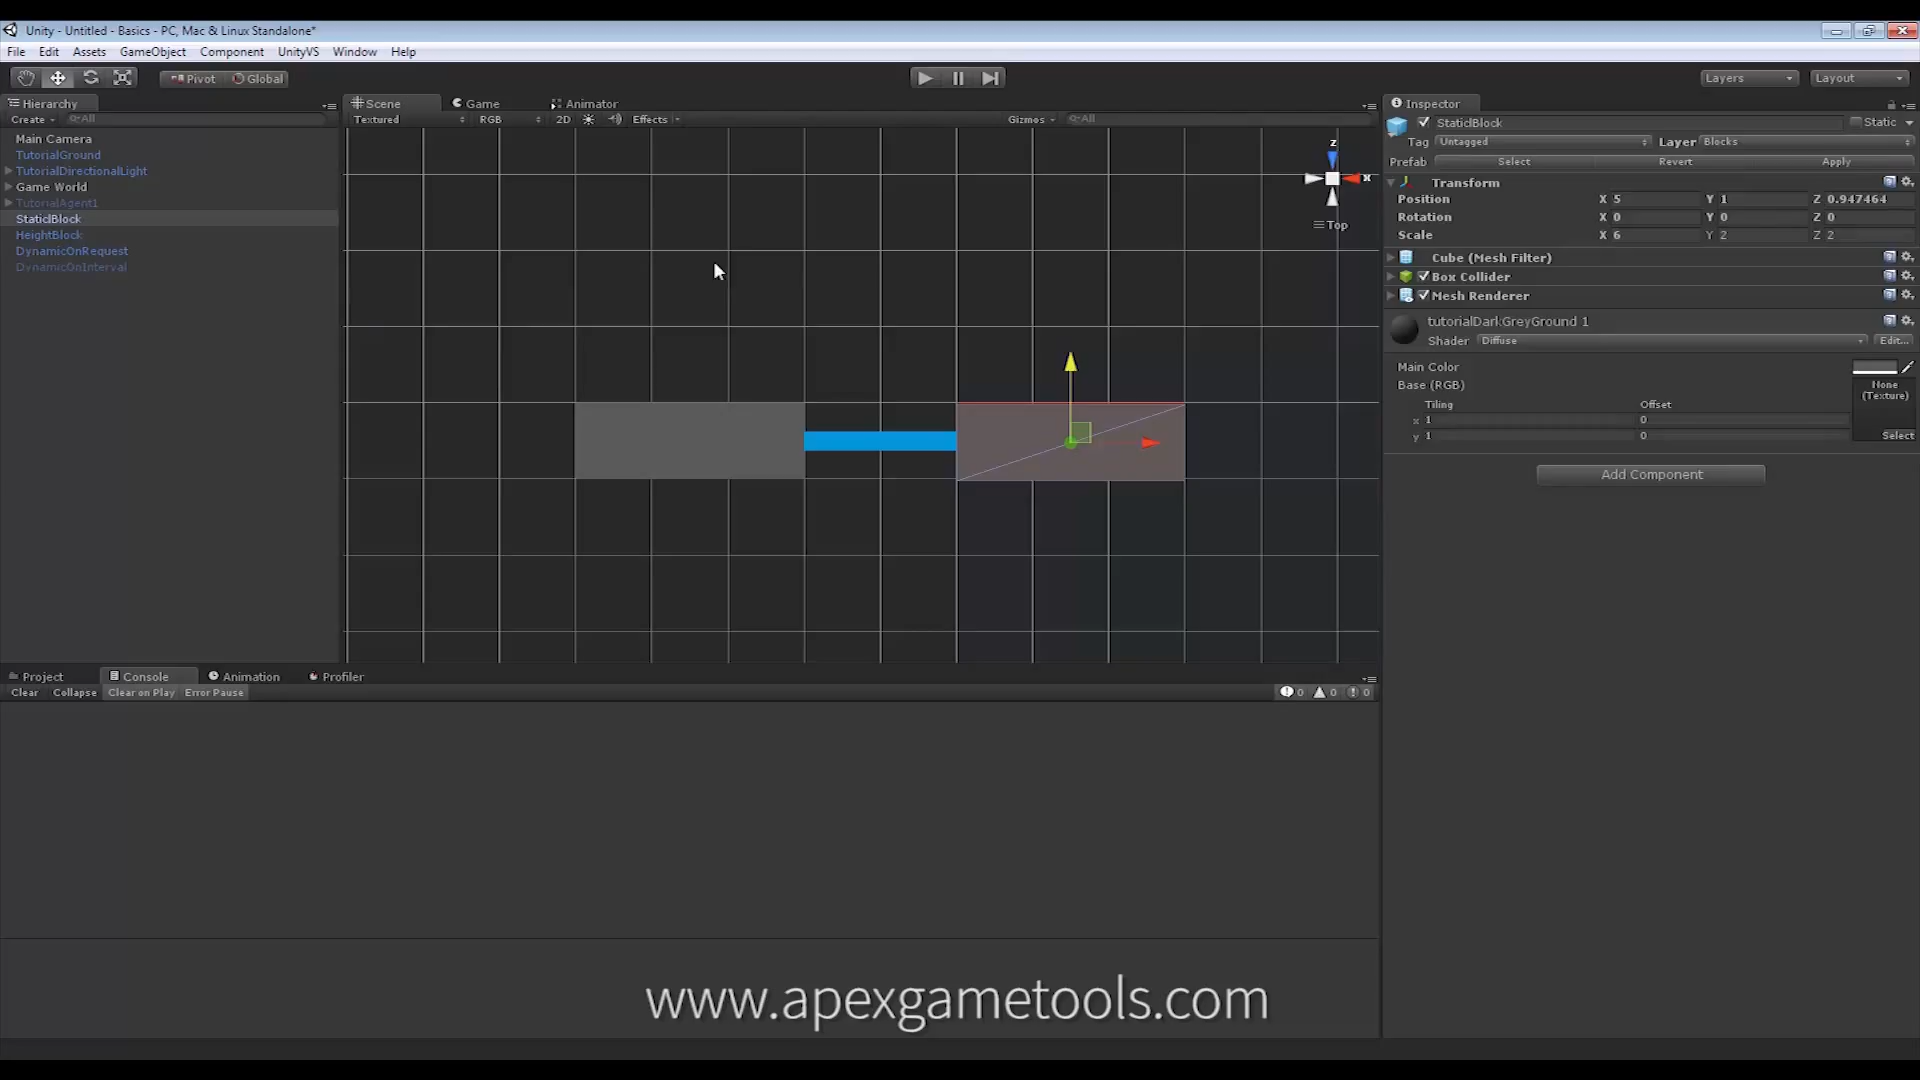 Unity - Untitled - Basics - PC, Mac & Linux Standalone*
File Edit Assets GameObject Component UnityVS Window Help
Pivot Global Layers Layout
Hierarchy
Create All
Main Camera
TutorialGround
TutorialDirectionalLight
Game World
TutorialAgent1
StaticlBlock
HeightBlock
DynamicOnRequest
DynamicOnInterval
Scene Game Animator
Textured RGB 2D Effects Gizmos All
z
x
Top
Inspector
StaticlBlock Static
Tag Untagged Layer Blocks
Prefab Select Revert Apply
Transform
Position X 5 Y 1 Z 0.947464
Rotation X 0 Y 0 Z 0
Scale X 6 Y 2 Z 2
Cube (Mesh Filter)
Box Collider
Mesh Renderer
tutorialDarkGreyGround 1
Shader Diffuse Edit...
Main Color
Base (RGB)
None
(Texture)
Tiling Offset
x 1 0
y 1 0
Select
Add Component
Project Console Animation Profiler
Clear Collapse Clear on Play Error Pause 0 0 0
www.apexgametools.com